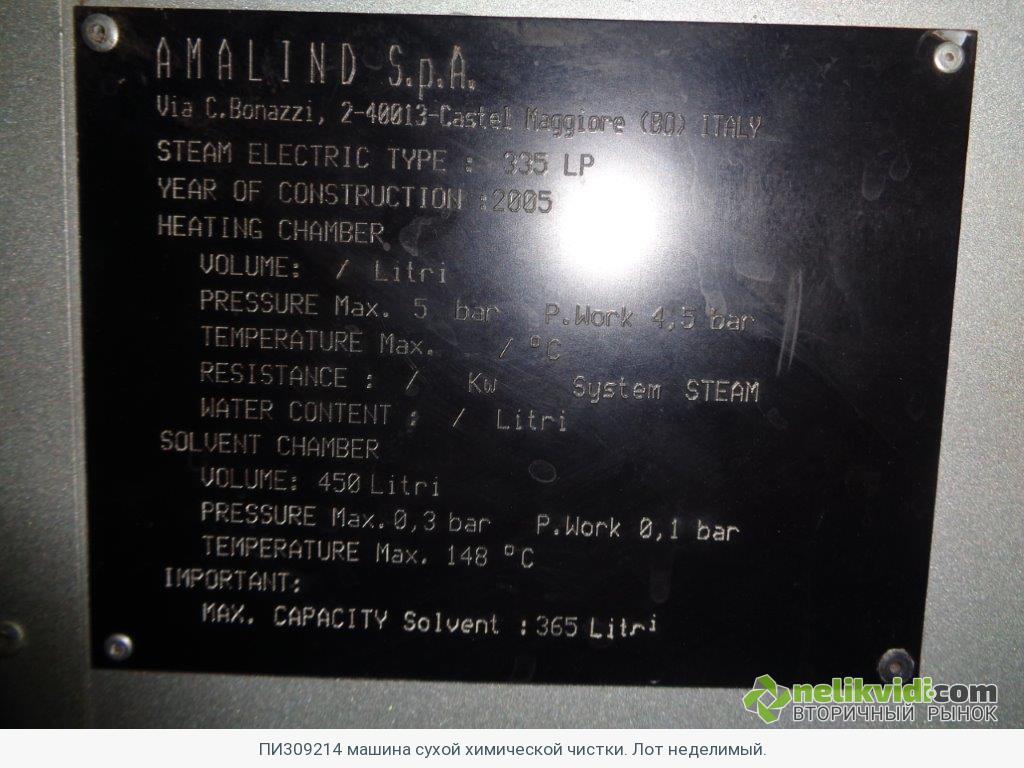 AMALIND S.p.A.
Via C.Bonazzi, 2-40013-Castel Maggiore (BO) ITALY
STEAM ELECTRIC TYPE : 335 LP
YEAR OF CONSTRUCTION :2005
HEATING CHAMBER
VOLUME: / Litri
PRESSURE Max. 5 bar P.Work 4,5 bar
TEMPERATURE Max. / °C
RESISTANCE : / Kw System STEAM
WATER CONTENT : / Litri
SOLVENT CHAMBER
VOLUME: 450 Litri
PRESSURE Max.0,3 bar P.Work 0,1 bar
TEMPERATURE Max. 148 °C
IMPORTANT:
MAX. CAPACITY Solvent :365 Litri
nelikvidi.com
ВТОРИЧНЫЙ РЫНОК
ПИ309214 машина сухой химической чистки. Лот неделимый.